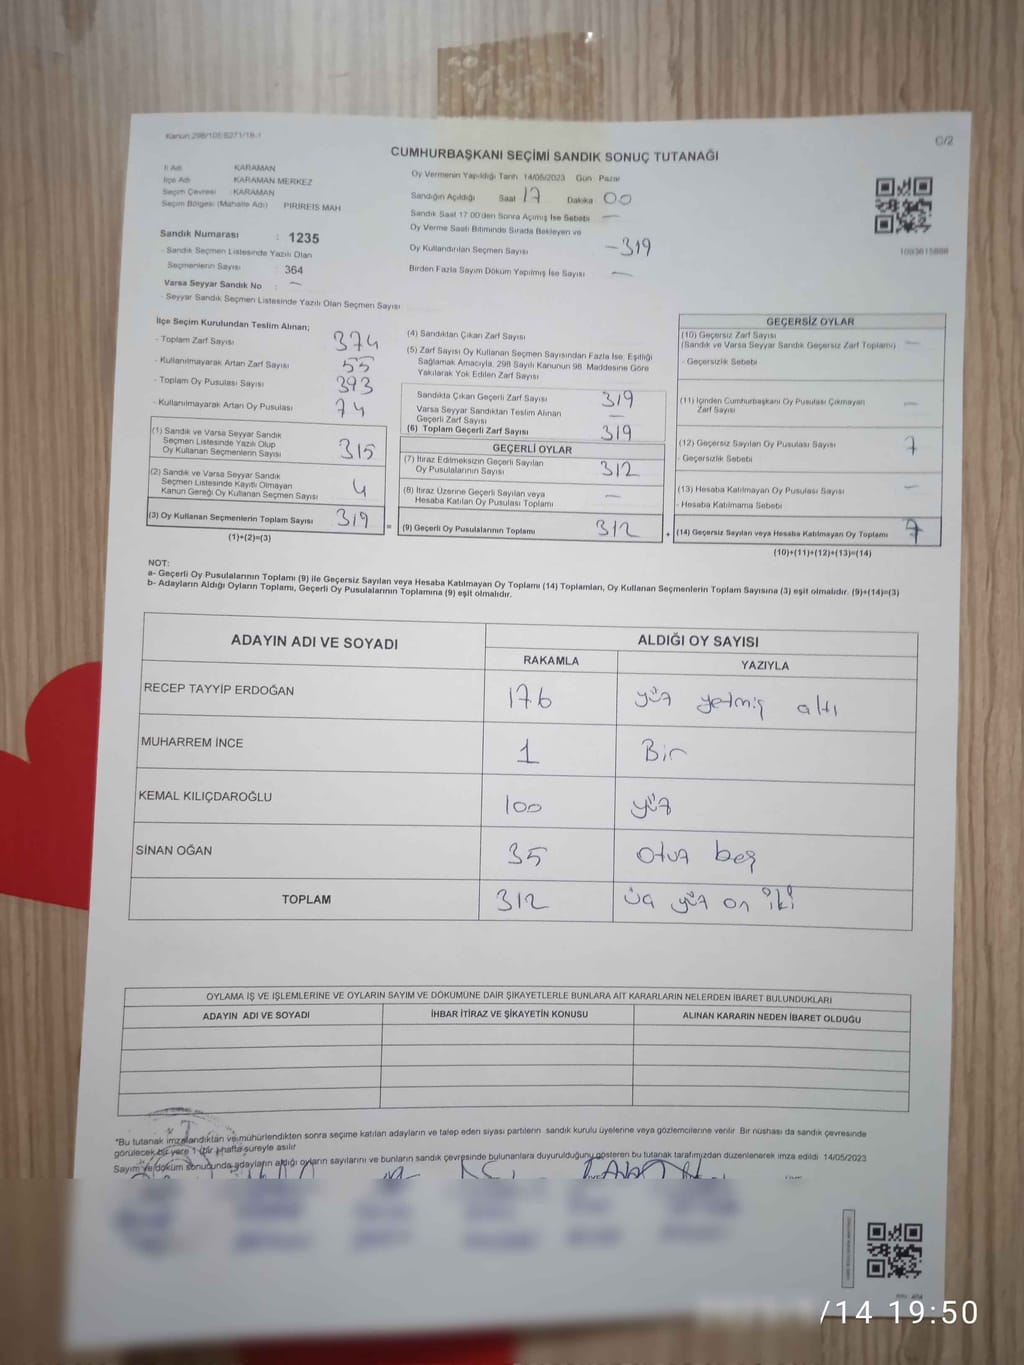 Kanun 298/105/6271/18-1
C/2
CUMHURBAŞKANI SEÇİMİ SANDIK SONUÇ TUTANAĞI
İl Adı KARAMAN
İlçe Adı KARAMAN MERKEZ
Seçim Çevresi : KARAMAN
Seçim Bölgesi (Mahalle Adı) PIRIREIS MAH
Sandık Numarası : 1235
- Sandık Seçmen Listesinde Yazılı Olan
Seçmenlerin Sayısı : 364
Varsa Seyyar Sandık No : —
- Seyyar Sandık Seçmen Listesinde Yazılı Olan Seçmen Sayısı
Oy Vermenin Yapıldığı Tarih 14/05/2023 Gün Pazar
Sandığın Açıldığı Saat 17 Dakika 00
Sandık Saat 17:00'den Sonra Açımış İse Sebebi —
Oy Verme Saati Bitiminde Sırada Bekleyen ve
Oy Kullandırılan Seçmen Sayısı —319
Birden Fazla Sayım Döküm Yapılmış İse Sayısı —
İlçe Seçim Kurulundan Teslim Alınan;
- Toplam Zarf Sayısı 374
- Kullanılmayarak Artan Zarf Sayısı 55
- Toplam Oy Pusulası Sayısı 393
- Kullanılmayarak Artan Oy Pusulası 74
(1) Sandık ve Varsa Seyyar Sandık
Seçmen Listesinde Yazılı Olup
Oy Kullanan Seçmenlerin Sayısı 315
(2) Sandık ve Varsa Seyyar Sandık
Seçmen Listesinde Kayıtlı Olmayan
Kanun Gereği Oy Kullanan Seçmen Sayısı 4
(3) Oy Kullanan Seçmenlerin Toplam Sayısı 319
(1)+(2)=(3)
(4) Sandıktan Çıkan Zarf Sayısı
(5) Zarf Sayısı Oy Kullanan Seçmen Sayısından Fazla İse, Eşitliği
Sağlamak Amacıyla, 298 Sayılı Kanunun 98. Maddesine Göre
Yakılarak Yok Edilen Zarf Sayısı
Sandıkta Çıkan Geçerli Zarf Sayısı 319
Varsa Seyyar Sandıktan Teslim Alınan
Geçerli Zarf Sayısı —
(6) Toplam Geçerli Zarf Sayısı 319
GEÇERLİ OYLAR
(7) İtiraz Edilmeksizin Geçerli Sayılan
Oy Pusulalarının Sayısı 312
(8) İtiraz Üzerine Geçerli Sayılan veya
Hesaba Katılan Oy Pusulası Toplamı —
= (9) Geçerli Oy Pusulalarının Toplamı 312
GEÇERSİZ OYLAR
(10) Geçersiz Zarf Sayısı
(Sandık ve Varsa Seyyar Sandık Geçersiz Zarf Toplamı) —
- Geçersizlik Sebebi
(11) İçinden Cumhurbaşkanı Oy Pusulası Çıkmayan
Zarf Sayısı —
(12) Geçersiz Sayılan Oy Pusulası Sayısı 7
- Geçersizlik Sebebi
(13) Hesaba Katılmayan Oy Pusulası Sayısı —
- Hesaba Katılmama Sebebi
+ (14) Geçersiz Sayılan veya Hesaba Katılmayan Oy Toplamı 7
(10)+(11)+(12)+(13)=(14)
NOT:
a- Geçerli Oy Pusulalarının Toplamı (9) ile Geçersiz Sayılan veya Hesaba Katılmayan Oy Toplamı (14) Toplamları, Oy Kullanan Seçmenlerin Toplam Sayısına (3) eşit olmalıdır. (9)+(14)=(3)
b- Adayların Aldığı Oyların Toplamı, Geçerli Oy Pusulalarının Toplamına (9) eşit olmalıdır.
ADAYIN ADI VE SOYADI ALDIĞI OY SAYISI
RAKAMLA YAZIYLA
RECEP TAYYİP ERDOĞAN 176 yüz yetmiş altı
MUHARREM İNCE 1 Bir
KEMAL KILIÇDAROĞLU 100 yüz
SİNAN OĞAN 35 otuz beş
TOPLAM 312 üç yüz on iki
OYLAMA İŞ VE İŞLEMLERİNE VE OYLARIN SAYIM VE DÖKÜMÜNE DAİR ŞİKAYETLERLE BUNLARA AİT KARARLARIN NELERDEN İBARET BULUNDUKLARI
ADAYIN ADI VE SOYADI İHBAR İTİRAZ VE ŞİKAYETİN KONUSU ALINAN KARARIN NEDEN İBARET OLDUĞU
"Bu tutanak imzalandıktan ve mühürlendikten sonra seçime katılan adayların ve talep eden siyasi partilerin sandık kurulu üyelerine veya gözlemcilerine verilir. Bir nüshası da sandık çevresinde
görülecek bir yere 1 (bir) hafta süreyle asılır.
Sayım ve döküm sonucunda adayların aldığı oyların sayılarını ve bunların sandık çevresinde bulunanlara duyurulduğunu gösteren bu tutanak tarafımızdan düzenlenerek imza edildi. 14/05/2023
/14 19:50